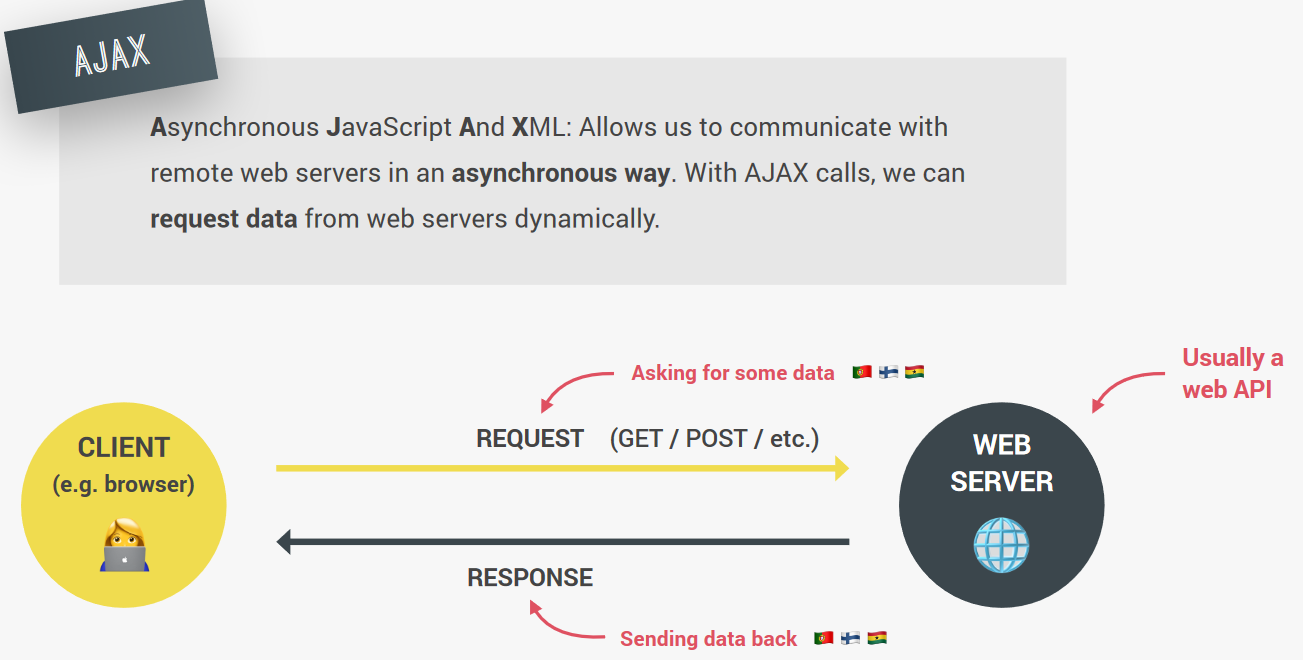 AJAX
Asynchronous JavaScript And XML: Allows us to communicate with
remote web servers in an asynchronous way. With AJAX calls, we can
request data from web servers dynamically.
Asking for some data
Usually a
web API
REQUEST (GET / POST / etc.)
CLIENT
(e.g. browser)
WEB
SERVER
RESPONSE
Sending data back